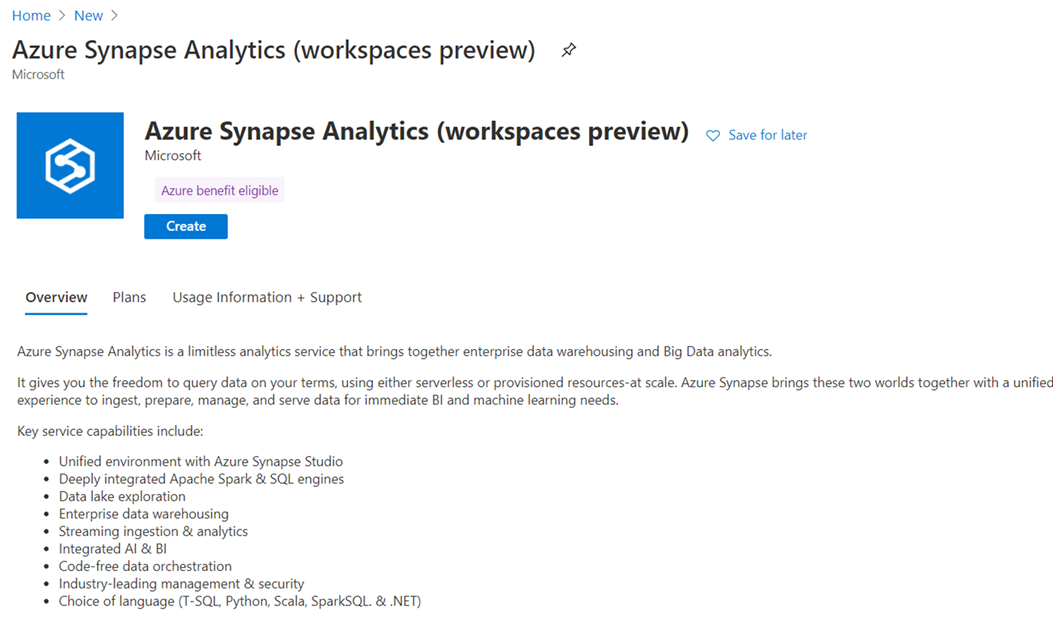 Home > New >
Azure Synapse Analytics (workspaces preview)
Microsoft
Azure Synapse Analytics (workspaces preview) Save for later
Microsoft
Azure benefit eligible
Create
Overview Plans Usage Information + Support
Azure Synapse Analytics is a limitless analytics service that brings together enterprise data warehousing and Big Data analytics.
It gives you the freedom to query data on your terms, using either serverless or provisioned resources-at scale. Azure Synapse brings these two worlds together with a unified
experience to ingest, prepare, manage, and serve data for immediate BI and machine learning needs.
Key service capabilities include:
• Unified environment with Azure Synapse Studio
• Deeply integrated Apache Spark & SQL engines
• Data lake exploration
• Enterprise data warehousing
• Streaming ingestion & analytics
• Integrated AI & BI
• Code-free data orchestration
• Industry-leading management & security
• Choice of language (T-SQL, Python, Scala, SparkSQL. & .NET)